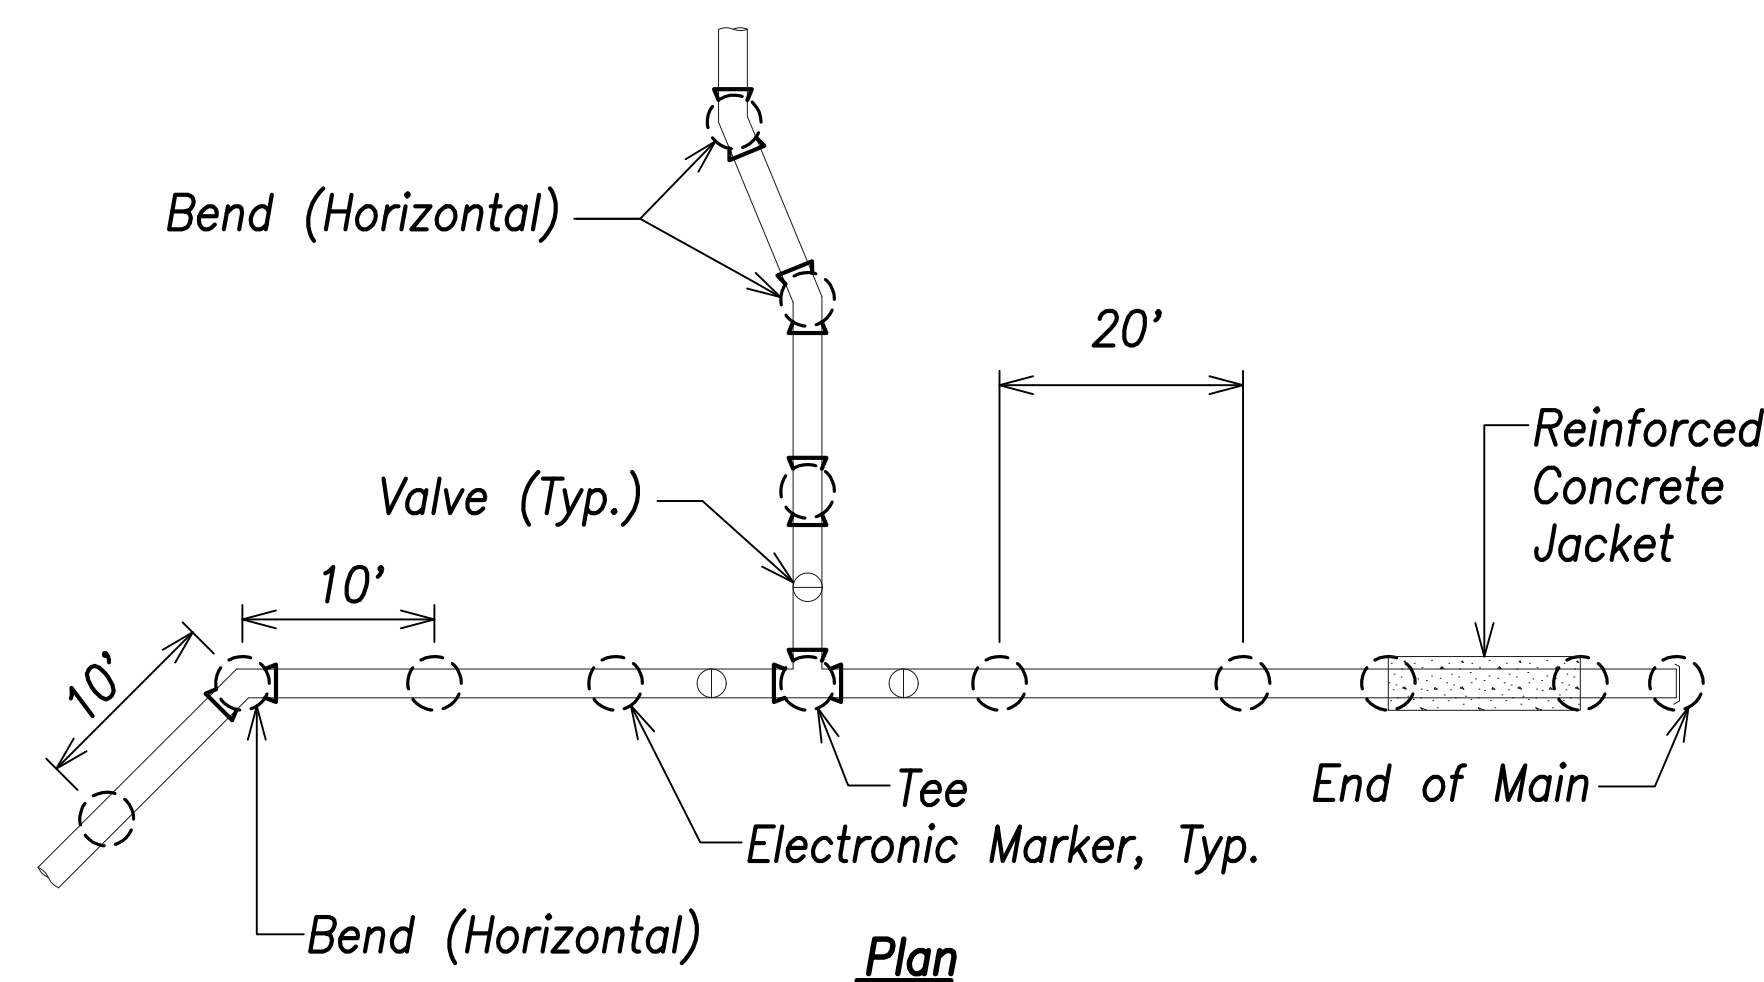 Bend (Horizontal)
20'
Reinforced
Concrete
Jacket
Valve (Typ.)
10'
10'
Tee
End of Main
Electronic Marker, Typ.
Bend (Horizontal)
Plan